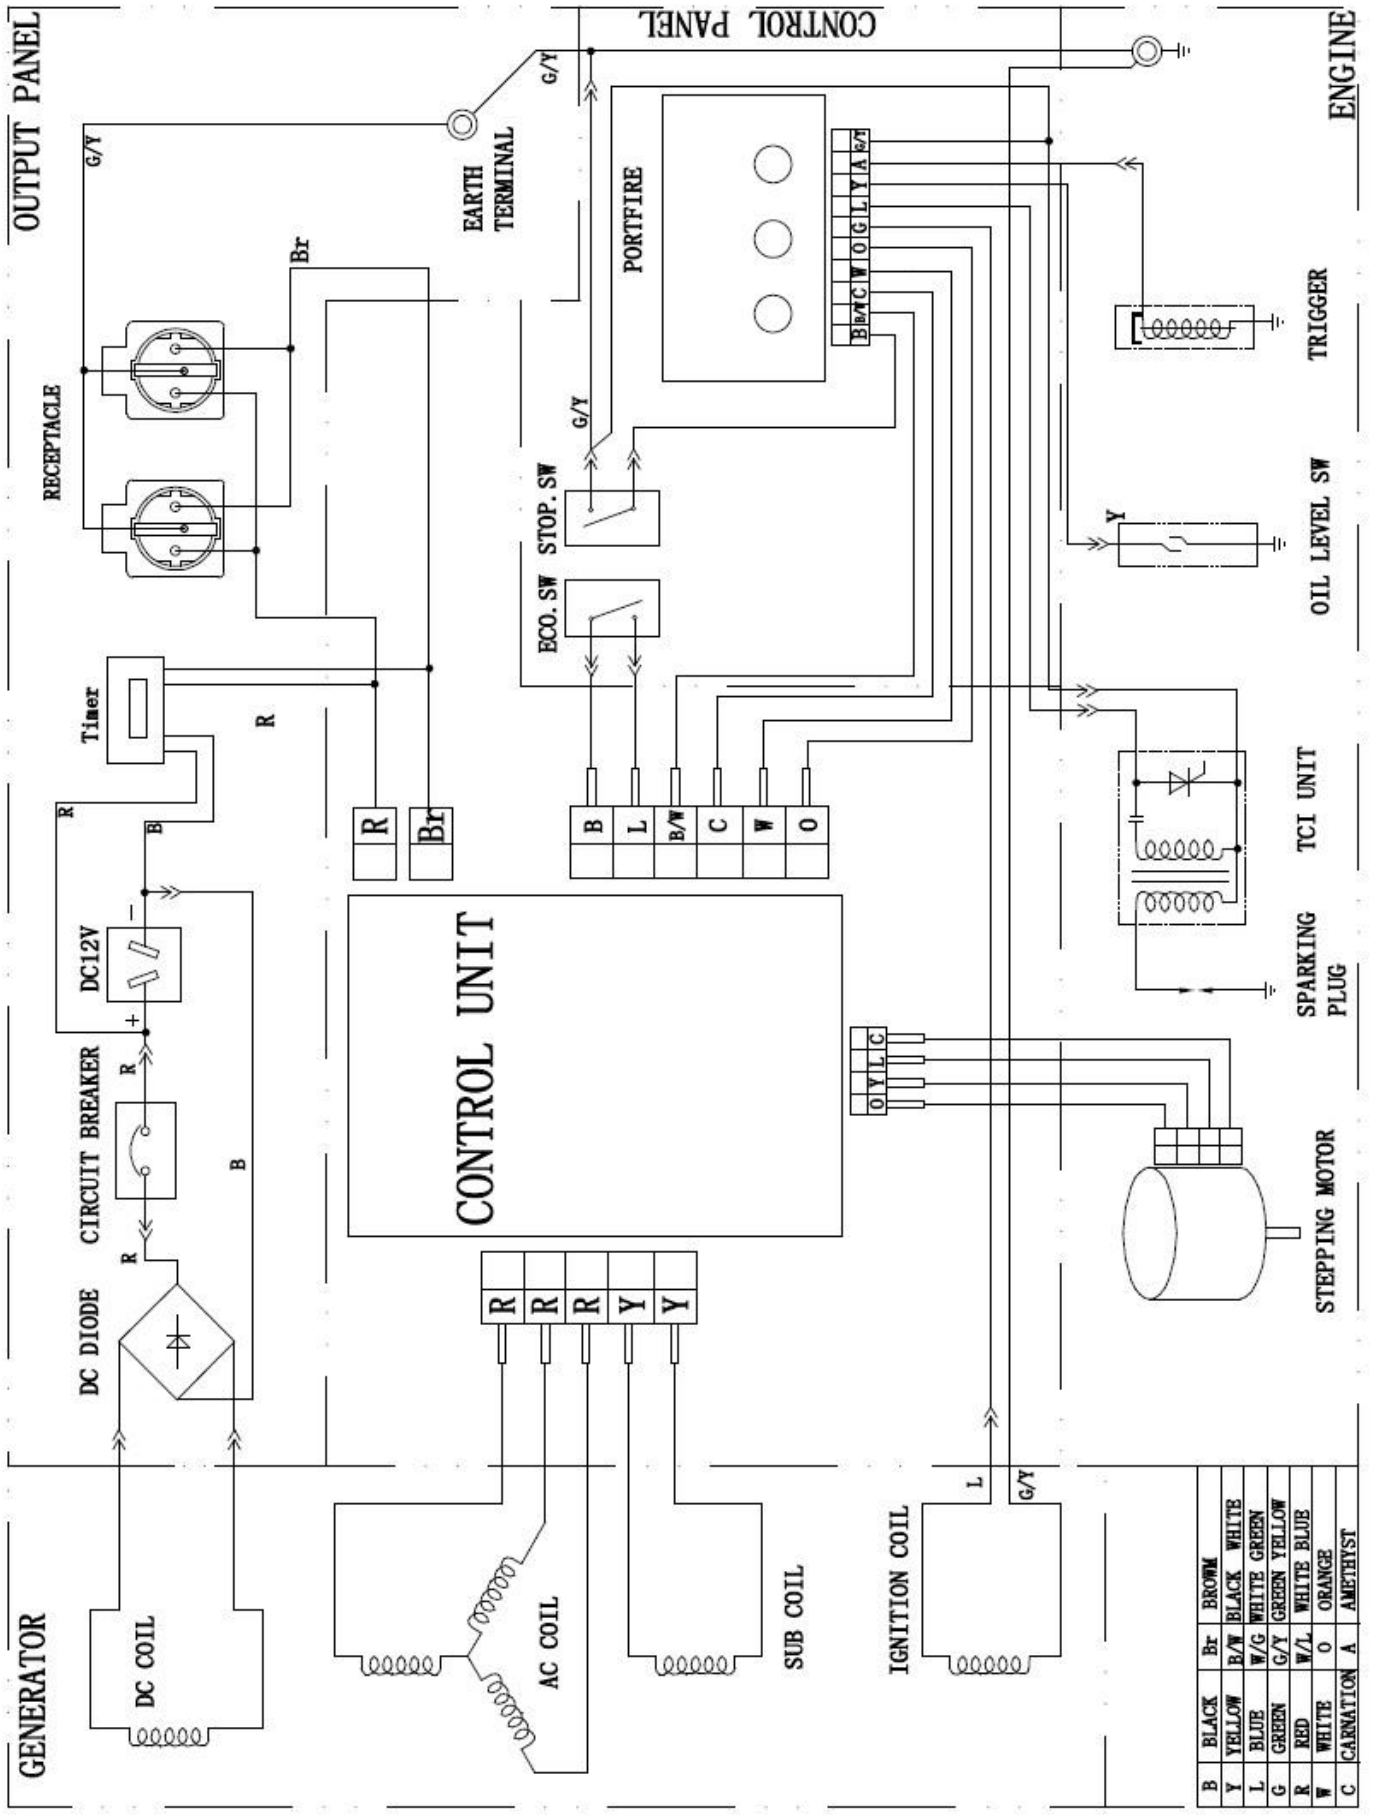 GENERATOR
DC COIL
AC COIL
SUB COIL
IGNITION COIL
L
G/Y
B BLACK Br BROWM
Y YELLOW B/W BLACK WHITE
L BLUE W/G WHITE GREEN
G GREEN G/Y GREEN YELLOW
R RED W/L WHITE BLUE
W WHITE O ORANGE
C CARNATION A AMETHYST
OUTPUT PANEL
DC DIODE
R
CIRCUIT BREAKER
R
B
DC12V
+
-
R
B
Timer
R
RECEPTACLE
G/Y
Br
EARTH
TERMINAL
G/Y
R
Br
CONTROL UNIT
R
R
R
Y
Y
B
L
B/W
C
W
O
O Y L C
CONTROL PANEL
ECO.SW
STOP.SW
G/Y
PORTFIRE
B B/W C W O G L Y A G/Y
ENGINE
STEPPING MOTOR
SPARKING
PLUG
TCI UNIT
OIL LEVEL SW
Y
TRIGGER